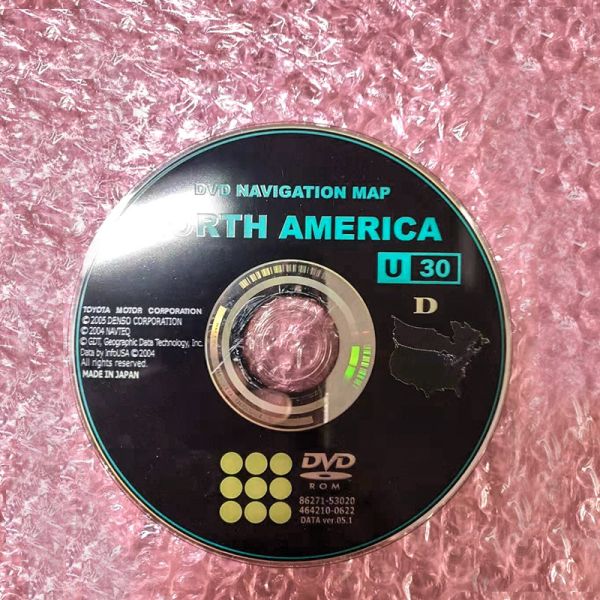 DVD NAVIGATION MAP
NORTH AMERICA
U 30
D
TOYOTA MOTOR CORPORATION
© 2005 DENSO CORPORATION
© 2004 NAVTEQ
© GDT, Geographic Data Technology, Inc.
Data by infoUSA © 2004
All rights reserved.
MADE IN JAPAN
DVD
ROM
86271-53020
464210-0622
DATA ver.05.1